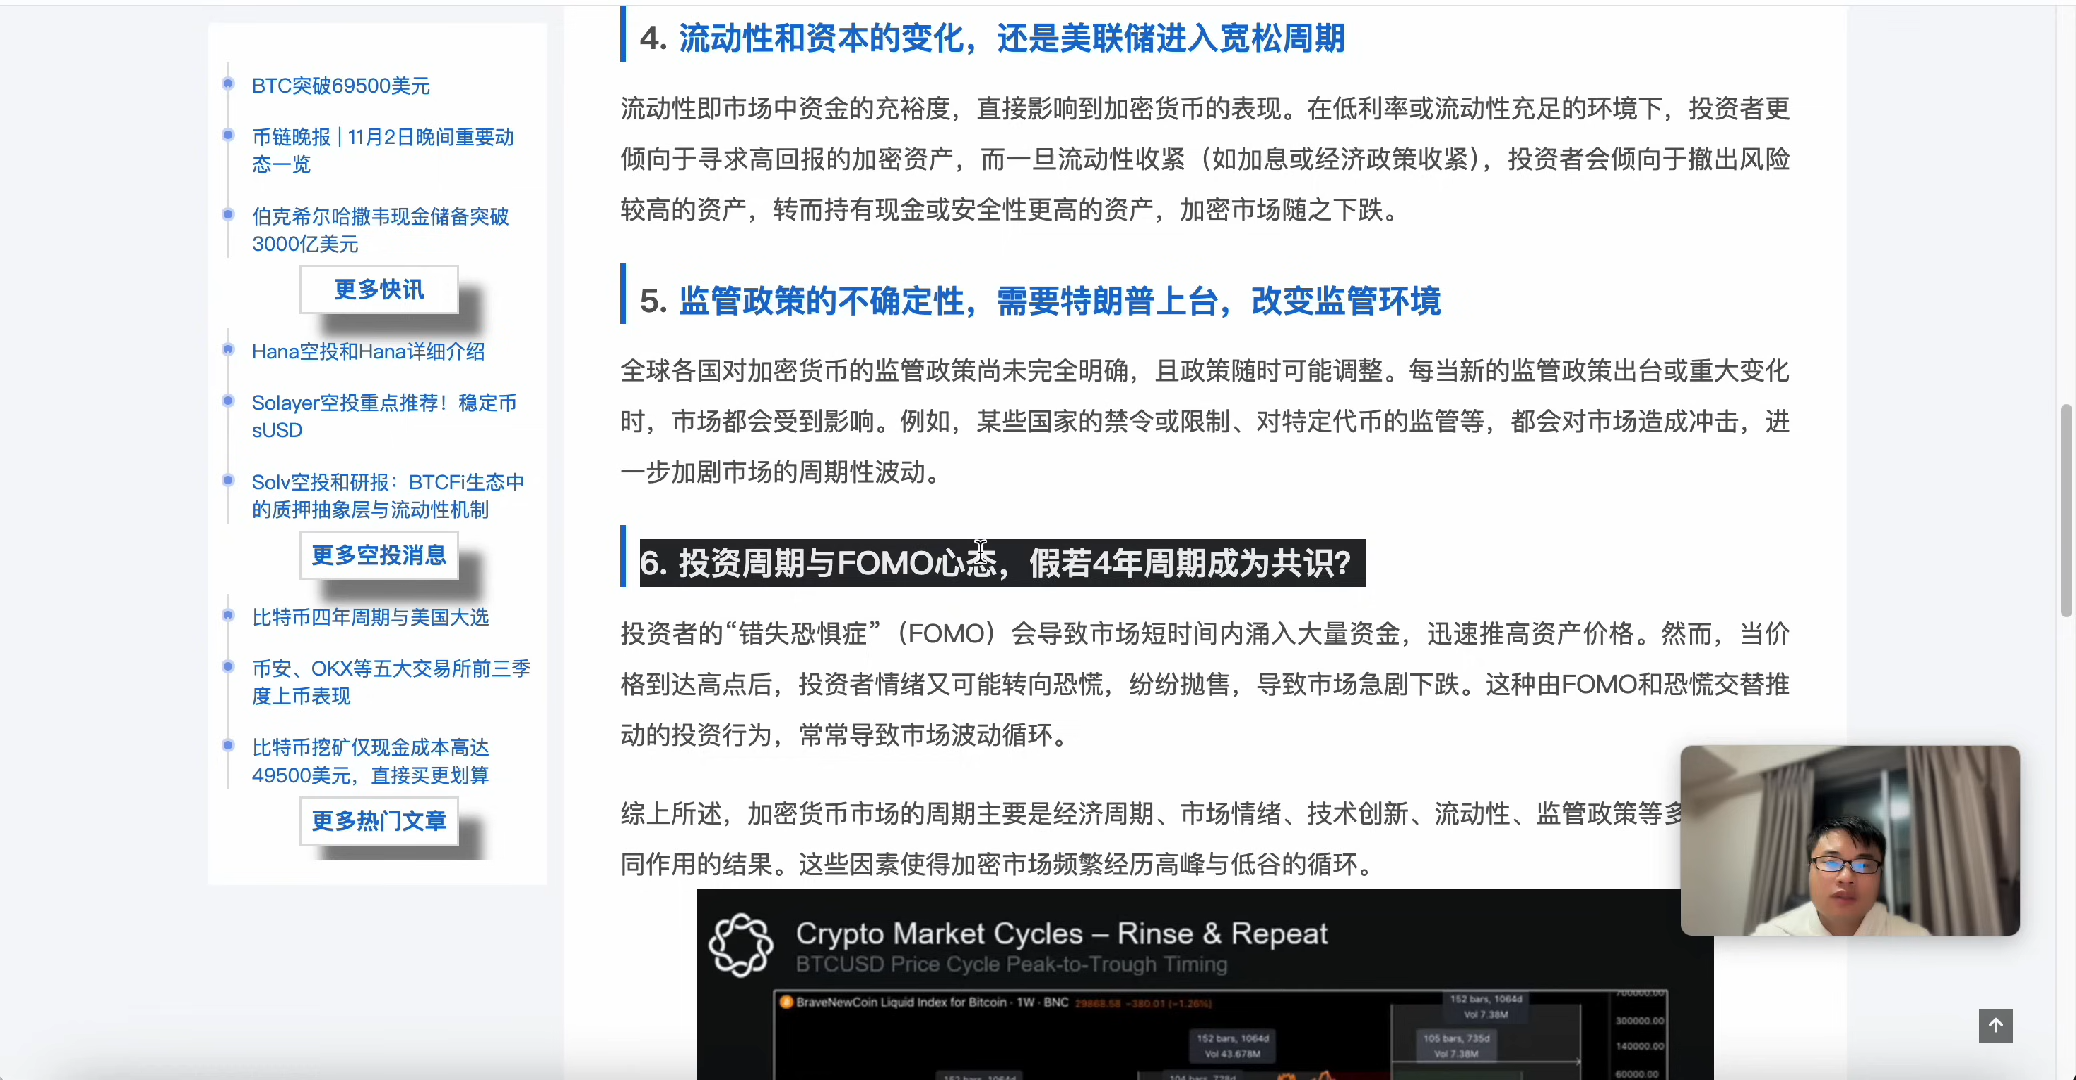 BTC突破69500美元
币链晚报 | 11月2日晚间重要动
态一览
伯克希尔哈撒韦现金储备突破
3000亿美元
更多快讯
Hana空投和Hana详细介绍
Solayer空投重点推荐！稳定币
sUSD
Solv空投和研报：BTCFi生态中
的质押抽象层与流动性机制
更多空投消息
比特币四年周期与美国大选
币安、OKX等五大交易所前三季
度上币表现
比特币挖矿仅现金成本高达
49500美元，直接买更划算
更多热门文章
4. 流动性和资本的变化，还是美联储进入宽松周期
流动性即市场中资金的充裕度，直接影响到加密货币的表现。在低利率或流动性充足的环境下，投资者更
倾向于寻求高回报的加密资产，而一旦流动性收紧（如加息或经济政策收紧），投资者会倾向于撤出风险
较高的资产，转而持有现金或安全性更高的资产，加密市场随之下跌。
5. 监管政策的不确定性，需要特朗普上台，改变监管环境
全球各国对加密货币的监管政策尚未完全明确，且政策随时可能调整。每当新的监管政策出台或重大变化
时，市场都会受到影响。例如，某些国家的禁令或限制、对特定代币的监管等，都会对市场造成冲击，进
一步加剧市场的周期性波动。
6. 投资周期与FOMO心态，假若4年周期成为共识？
投资者的“错失恐惧症”（FOMO）会导致市场短时间内涌入大量资金，迅速推高资产价格。然而，当价
格到达高点后，投资者情绪又可能转向恐慌，纷纷抛售，导致市场急剧下跌。这种由FOMO和恐慌交替推
动的投资行为，常常导致市场波动循环。
综上所述，加密货币市场的周期主要是经济周期、市场情绪、技术创新、流动性、监管政策等多
同作用的结果。这些因素使得加密市场频繁经历高峰与低谷的循环。
Crypto Market Cycles – Rinse & Repeat
BTCUSD Price Cycle Peak-to-Trough Timing
BraveNewCoin Liquid Index for Bitcoin · 1W · BNC 29868.58 −380.01 (−1.26%)
152 bars, 1064d
Vol 7.38M
300000.00
152 bars, 1064d
Vol 43.678M
105 bars, 735d
Vol 7.38M
140000.00
60000.00